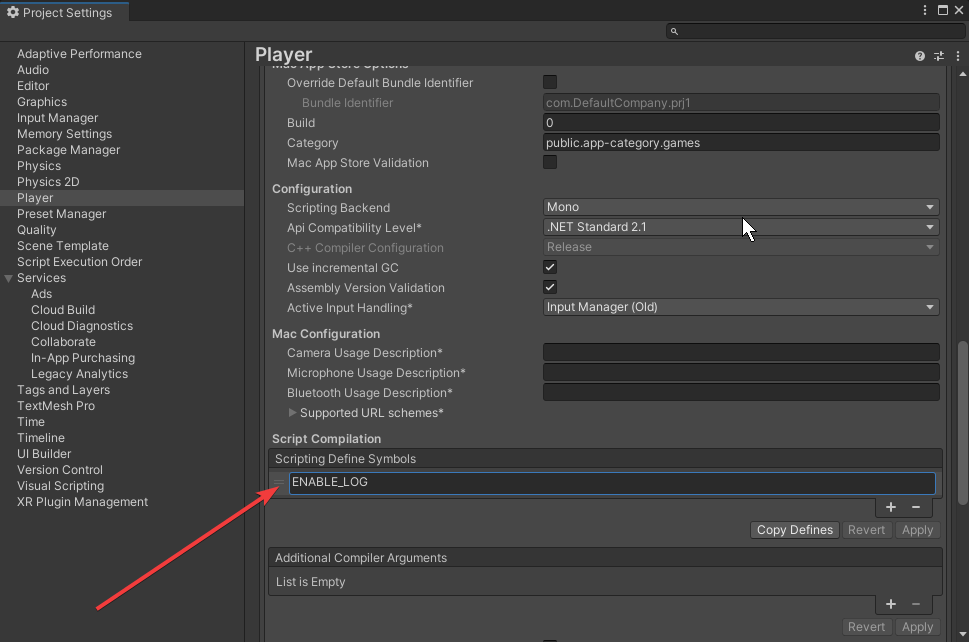 Project Settings
Adaptive Performance
Audio
Editor
Graphics
Input Manager
Memory Settings
Package Manager
Physics
Physics 2D
Player
Preset Manager
Quality
Scene Template
Script Execution Order
Services
Ads
Cloud Build
Cloud Diagnostics
Collaborate
In-App Purchasing
Legacy Analytics
Tags and Layers
TextMesh Pro
Time
Timeline
UI Builder
Version Control
Visual Scripting
XR Plugin Management
Player
Mac App Store Options
Override Default Bundle Identifier
Bundle Identifier com.DefaultCompany.prj1
Build 0
Category public.app-category.games
Mac App Store Validation
Configuration
Scripting Backend Mono
Api Compatibility Level* .NET Standard 2.1
C++ Compiler Configuration Release
Use incremental GC
Assembly Version Validation
Active Input Handling* Input Manager (Old)
Mac Configuration
Camera Usage Description*
Microphone Usage Description*
Bluetooth Usage Description*
Supported URL schemes*
Script Compilation
Scripting Define Symbols
ENABLE_LOG
+ −
Copy Defines Revert Apply
Additional Compiler Arguments
List is Empty
+ −
Revert Apply